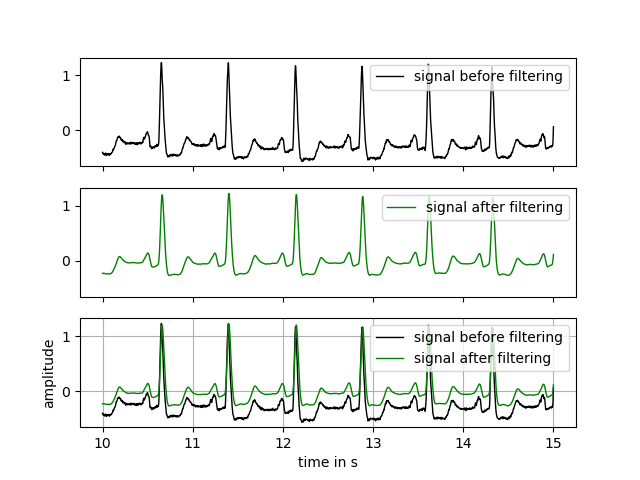 1
signal before filtering
0
1
signal after filtering
0
signal before filtering
1
signal after filtering
amplitude
0
10 11 12 13 14 15
time in s